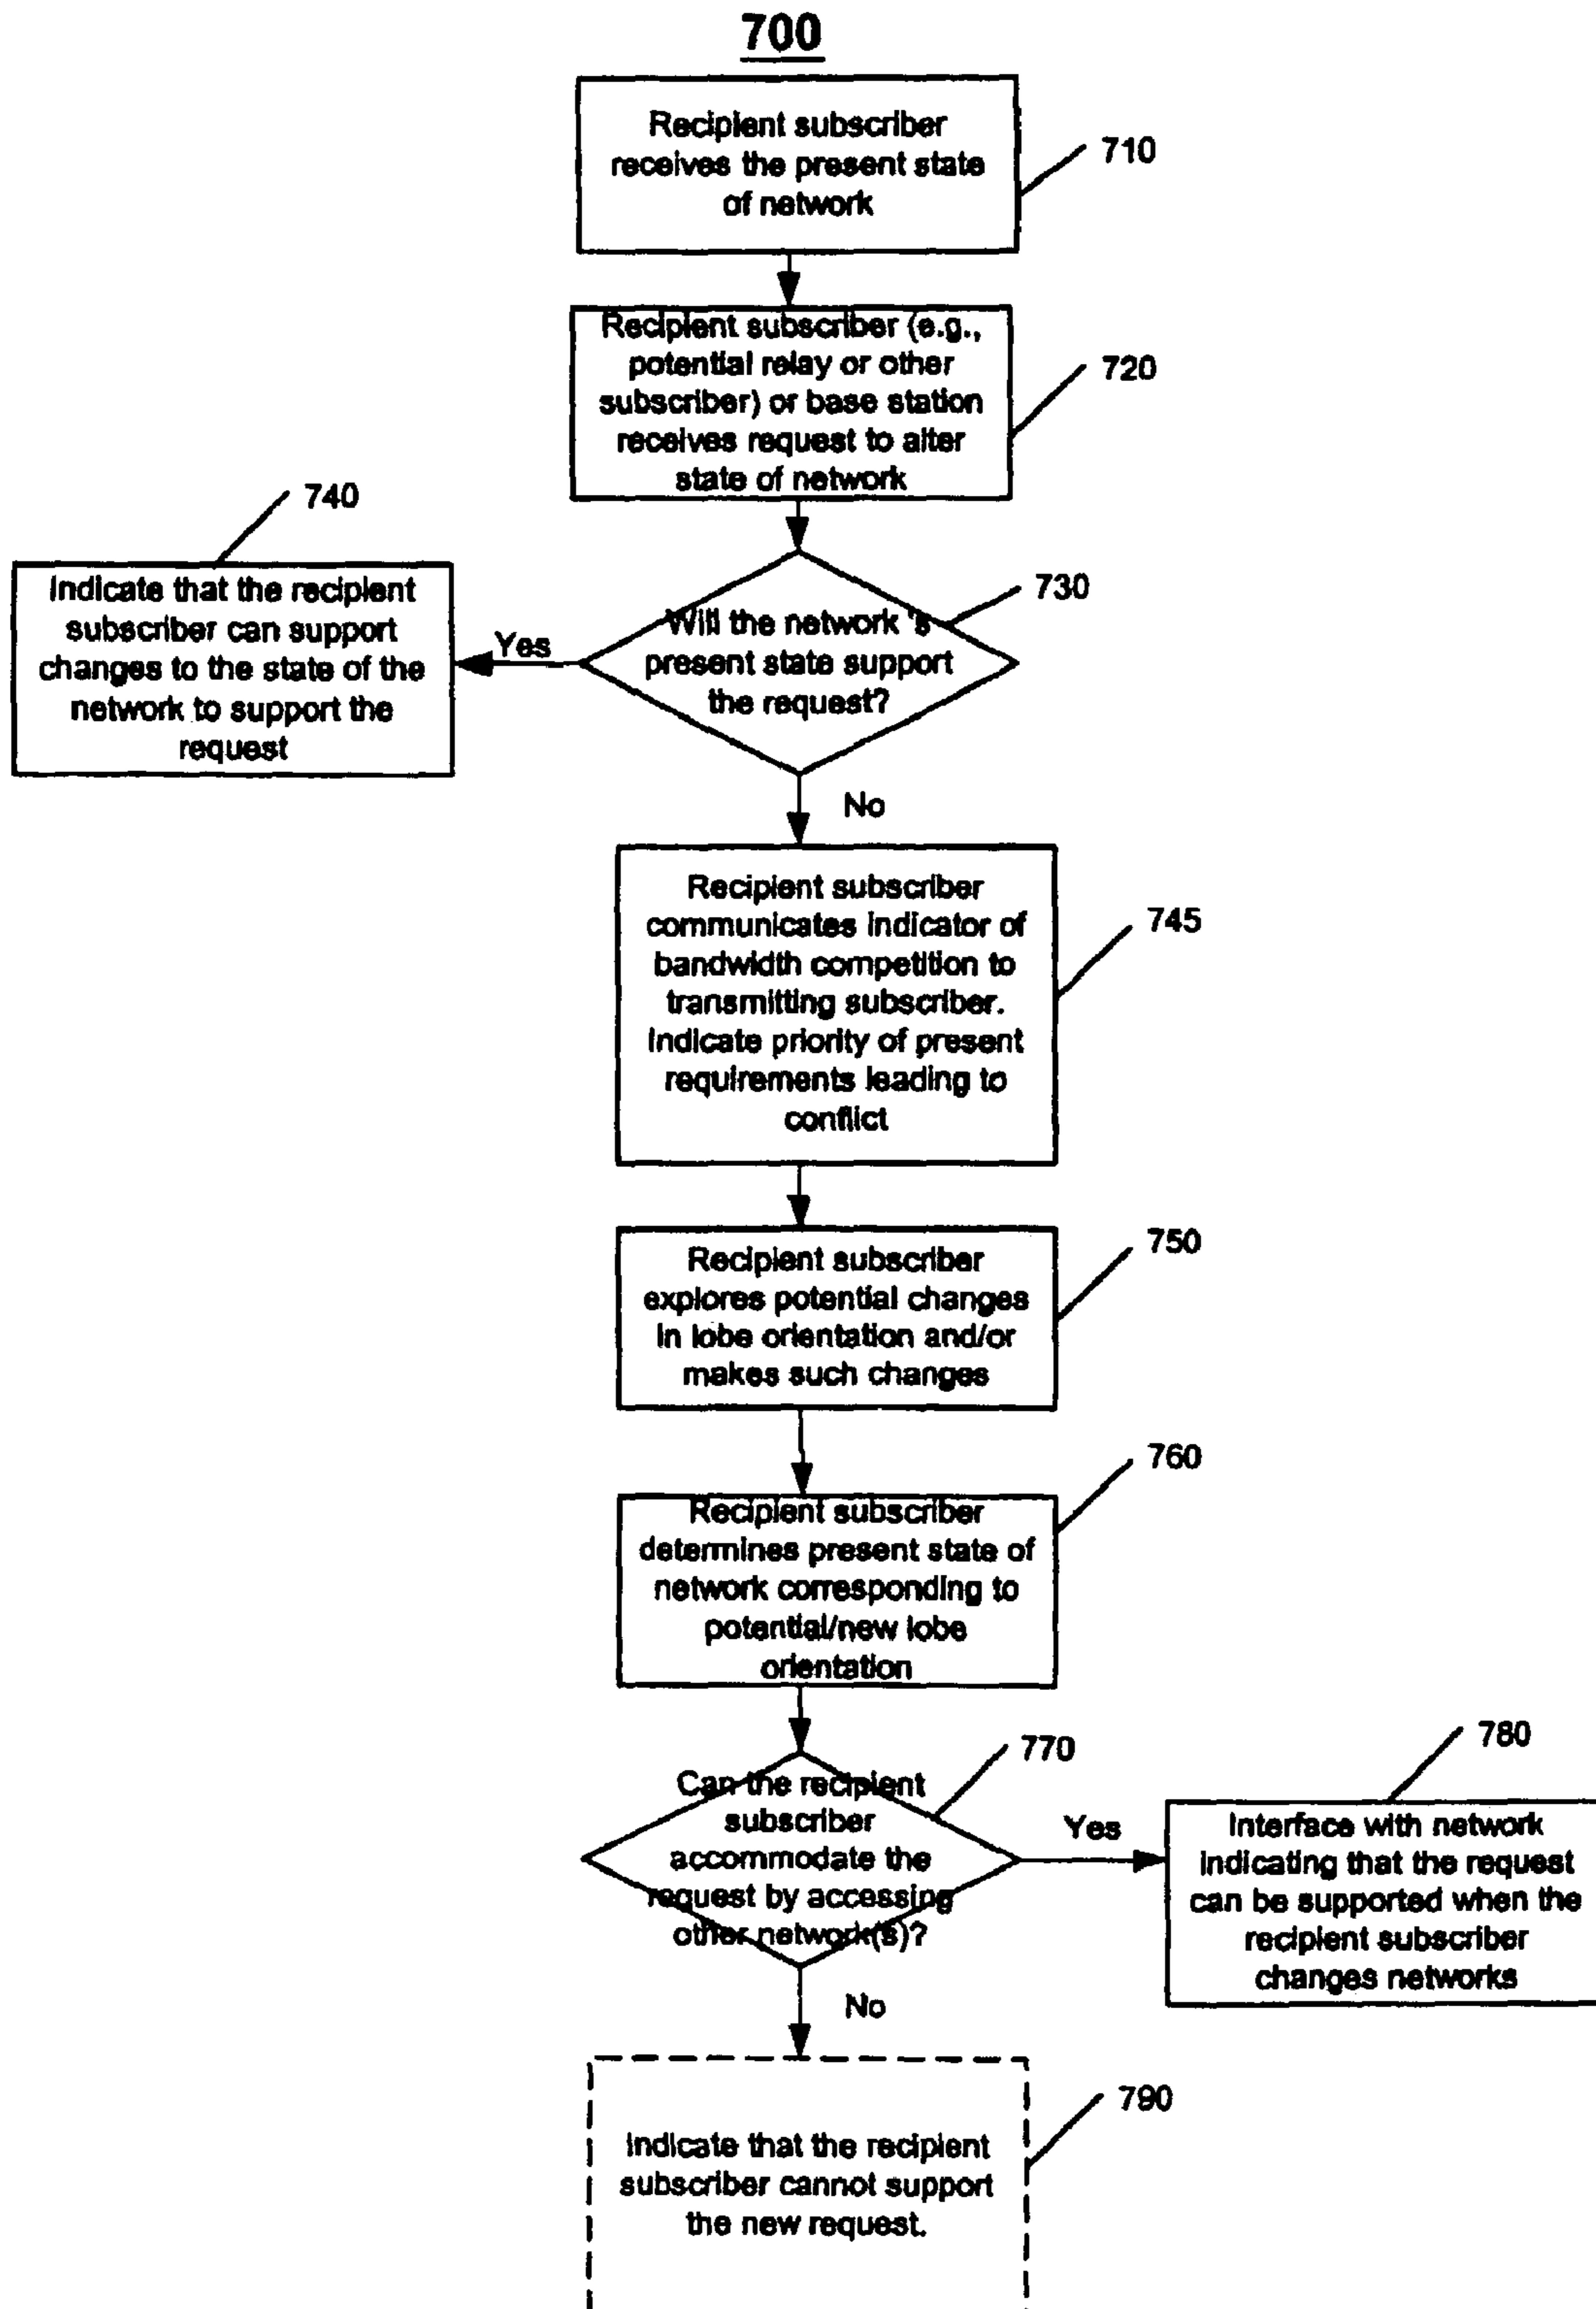 700
Recipient subscriber
receives the present state
of network
710
Recipient subscriber (e.g.,
potential relay or other
subscriber) or base station
receives request to alter
state of network
720
740
Indicate that the recipient
subscriber can support
changes to the state of the
network to support the
request
Yes
730
Will the network 's
present state support
the request?
No
Recipient subscriber
communicates indicator of
bandwidth competition to
transmitting subscriber.
Indicate priority of present
requirements leading to
conflict
745
Recipient subscriber
explores potential changes
in lobe orientation and/or
makes such changes
750
Recipient subscriber
determines present state of
network corresponding to
potential/new lobe
orientation
760
770
Can the recipient
subscriber
accommodate the
request by accessing
other network(s)?
Yes
780
Interface with network
indicating that the request
can be supported when the
recipient subscriber
changes networks
No
790
Indicate that the recipient
subscriber cannot support
the new request.